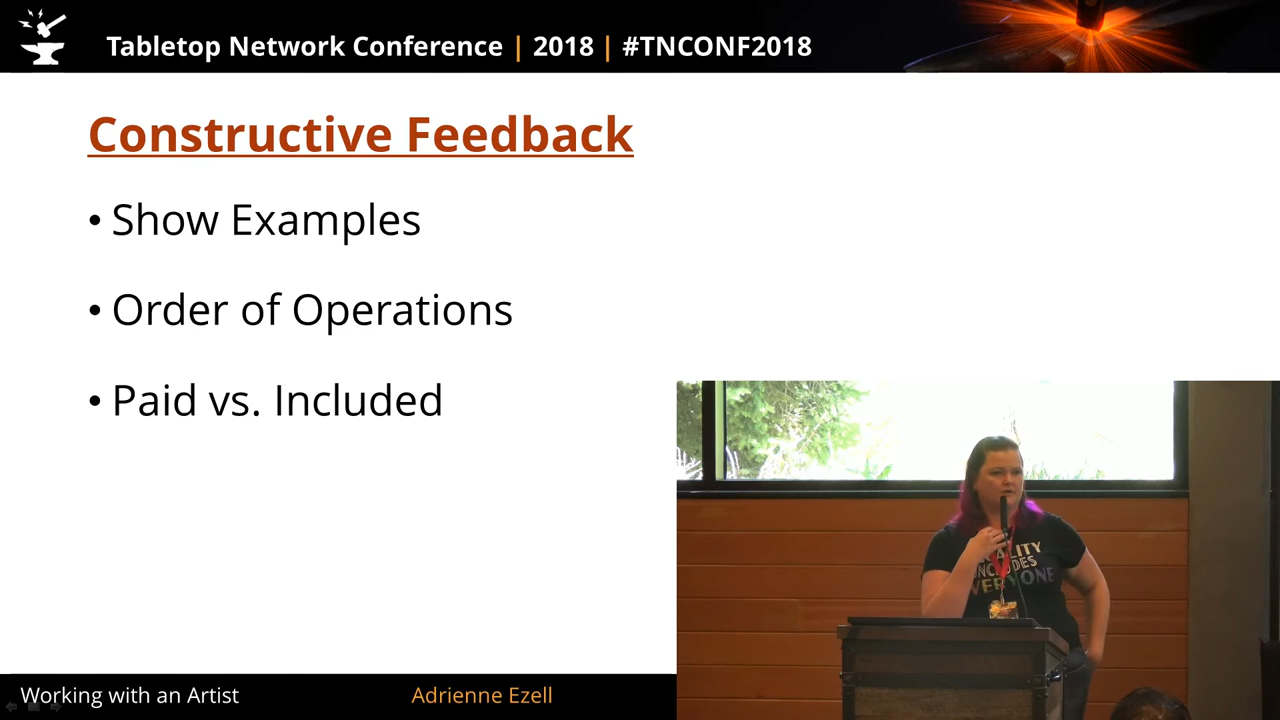 Tabletop Network Conference | 2018 | #TNCONF2018
Constructive Feedback
• Show Examples
• Order of Operations
• Paid vs. Included
INCLUDES
Working with an Artist
Adrienne Ezell